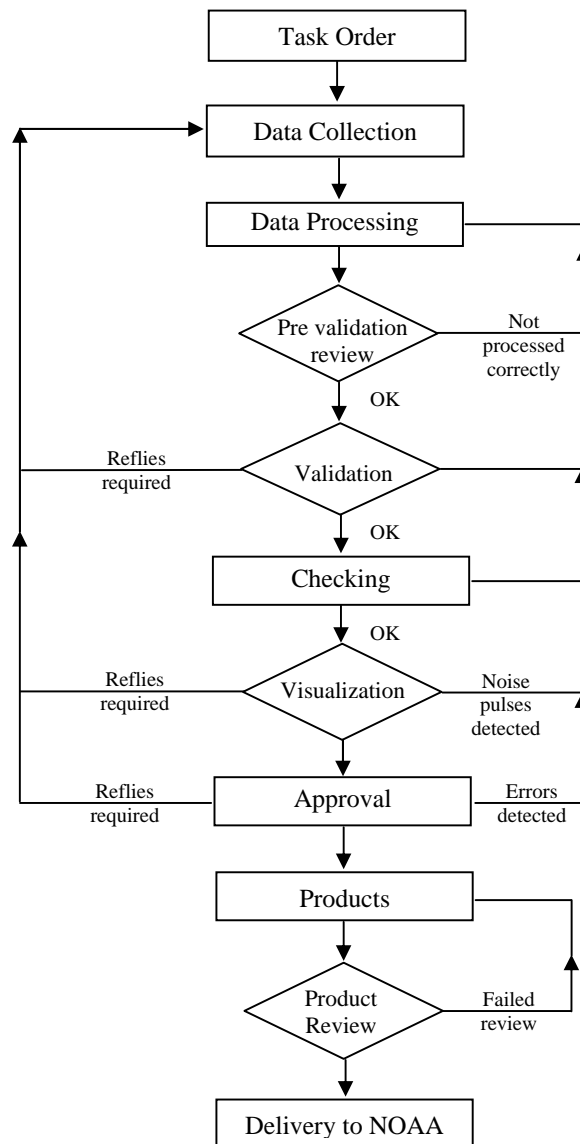 Task Order
Data Collection
Data Processing
Pre validation
review
Not
processed
correctly
OK
Reflies
required
Validation
OK
Checking
OK
Reflies
required
Visualization
Noise
pulses
detected
Reflies
required
Approval
Errors
detected
Products
Product
Review
Failed
review
Delivery to NOAA